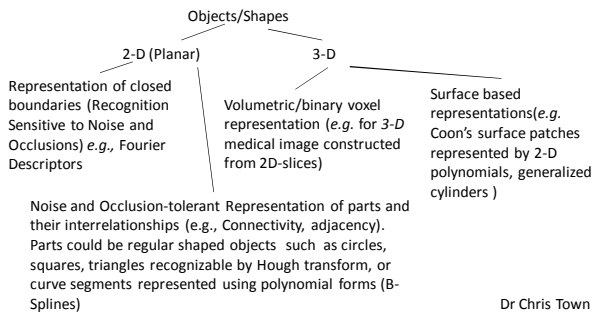 Objects/Shapes
2-D (Planar)
3-D
Representation of closed
boundaries (Recognition
Sensitive to Noise and
Occlusions) e.g., Fourier
Descriptors
Volumetric/binary voxel
representation (e.g. for 3-D
medical image constructed
from 2D-slices)
Surface based
representations(e.g.
Coon's surface patches
represented by 2-D
polynomials, generalized
cylinders )
Noise and Occlusion-tolerant Representation of parts and
their interrelationships (e.g., Connectivity, adjacency).
Parts could be regular shaped objects such as circles,
squares, triangles recognizable by Hough transform, or
curve segments represented using polynomial forms (B-
Splines)
Dr Chris Town